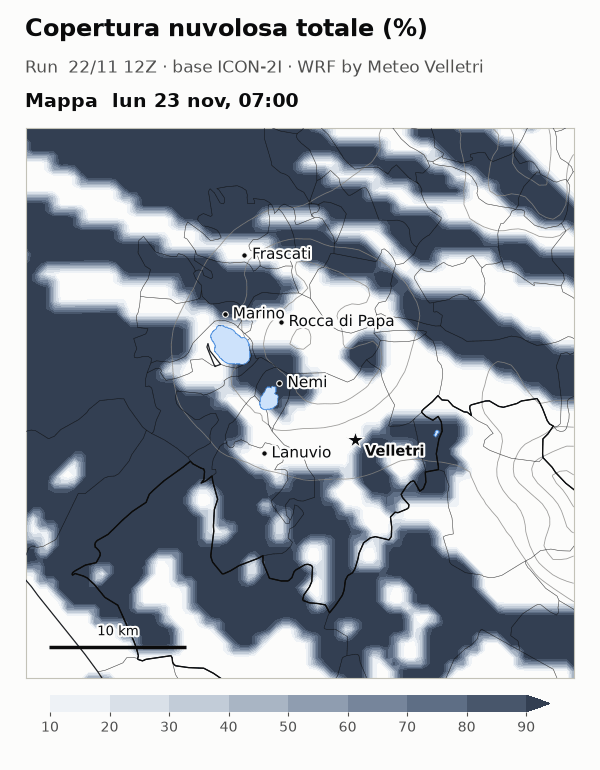 Copertura nuvolosa totale (%)
Run  22/11 12Z · base ICON-2I · WRF by Meteo Velletri
Mappa  lun 23 nov, 07:00
Frascati
Marino
Rocca di Papa
Nemi
Velletri
Lanuvio
10 km
10 20 30 40 50 60 70 80 90